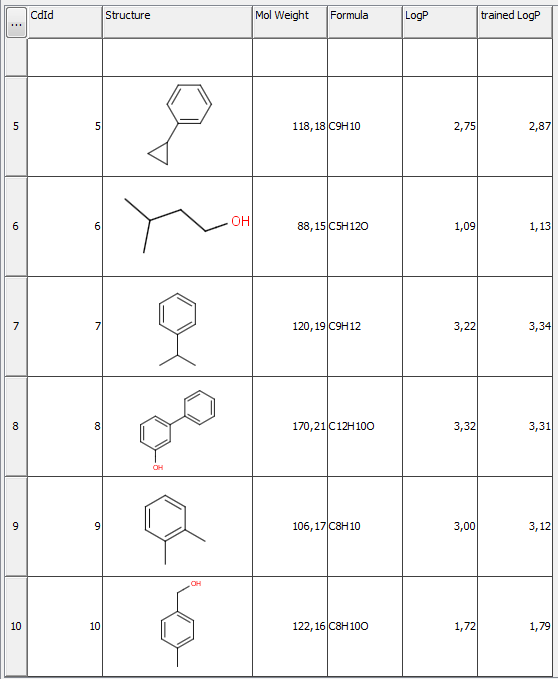 ... CdId Structure Mol Weight Formula LogP trained LogP
5 5 118,18 C9H10 2,75 2,87
6 6 OH 88,15 C5H12O 1,09 1,13
7 7 120,19 C9H12 3,22 3,34
8 8 OH 170,21 C12H10O 3,32 3,31
9 9 106,17 C8H10 3,00 3,12
10 10 OH 122,16 C8H10O 1,72 1,79